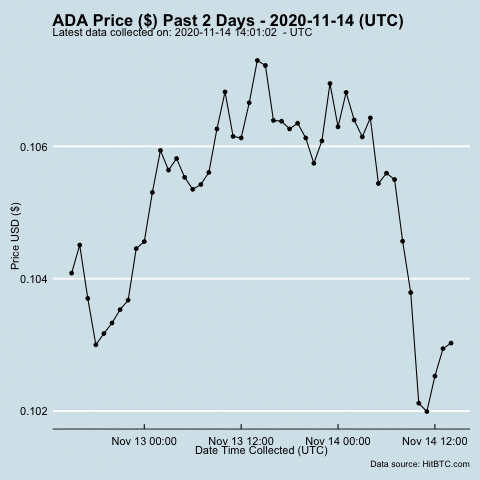 ADA Price ($) Past 2 Days - 2020-11-14 (UTC)
Latest data collected on: 2020-11-14 14:01:02  - UTC
0.106
0.104
0.102
Price USD ($)
Nov 13 00:00 Nov 13 12:00 Nov 14 00:00 Nov 14 12:00
Date Time Collected (UTC)
Data source: HitBTC.com